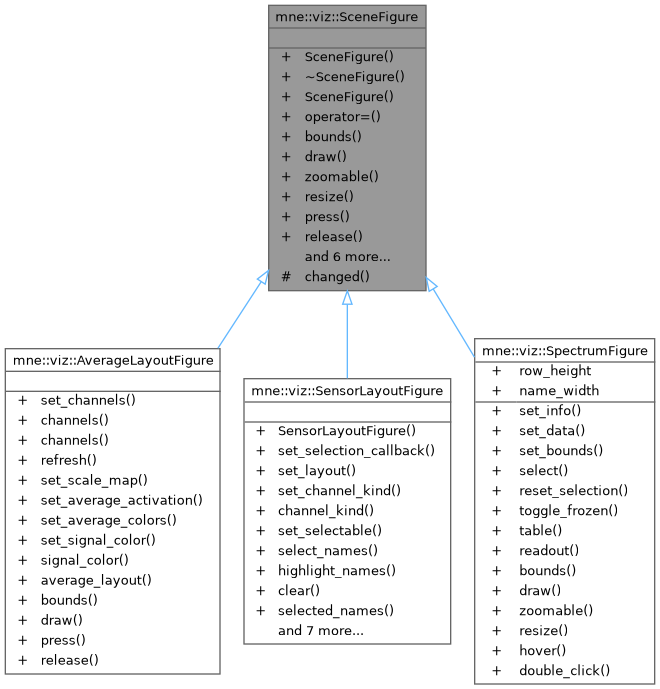 mne::viz::SceneFigure
+ SceneFigure()
+ ~SceneFigure()
+ SceneFigure()
+ operator=()
+ bounds()
+ draw()
+ zoomable()
+ resize()
+ press()
+ release()
and 6 more...
# changed()
mne::viz::AverageLayoutFigure
+ set_channels()
+ channels()
+ channels()
+ refresh()
+ set_scale_map()
+ set_average_activation()
+ set_average_colors()
+ set_signal_color()
+ signal_color()
+ average_layout()
+ bounds()
+ draw()
+ press()
+ release()
mne::viz::SensorLayoutFigure
+ SensorLayoutFigure()
+ set_selection_callback()
+ set_layout()
+ set_channel_kind()
+ channel_kind()
+ set_selectable()
+ select_names()
+ highlight_names()
+ clear()
+ selected_names()
and 7 more...
mne::viz::SpectrumFigure
+ row_height
+ name_width
+ set_info()
+ set_data()
+ set_bounds()
+ select()
+ reset_selection()
+ toggle_frozen()
+ table()
+ readout()
+ bounds()
+ draw()
+ zoomable()
+ resize()
+ hover()
+ double_click()